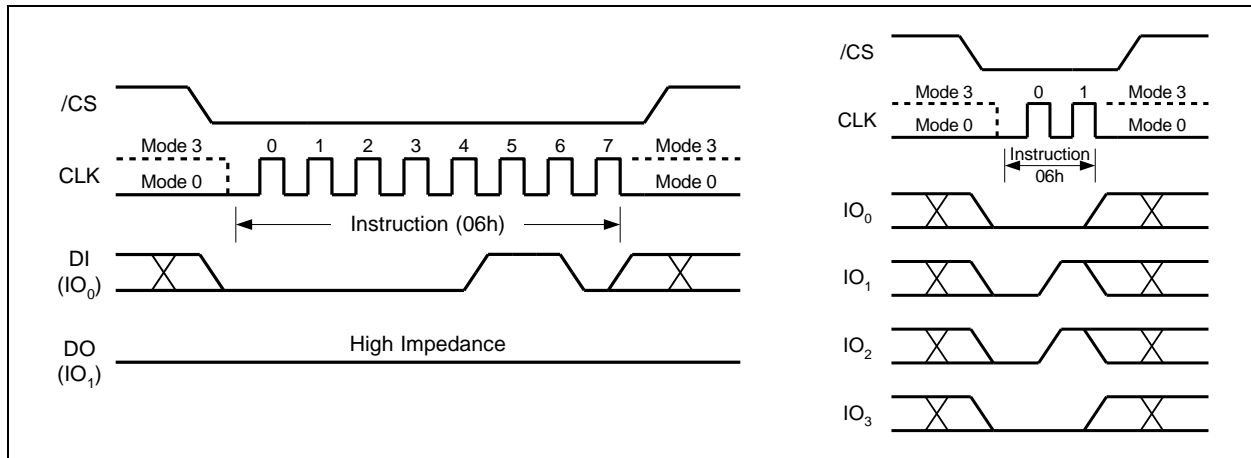 /CS
Mode 3 0 1 2 3 4 5 6 7 Mode 3
CLK Mode 0 Mode 0
Instruction (06h)
DI
(IO0)
DO
(IO1)
High Impedance
/CS
Mode 3 0 1 Mode 3
CLK Mode 0 Mode 0
Instruction
06h
IO0
IO1
IO2
IO3